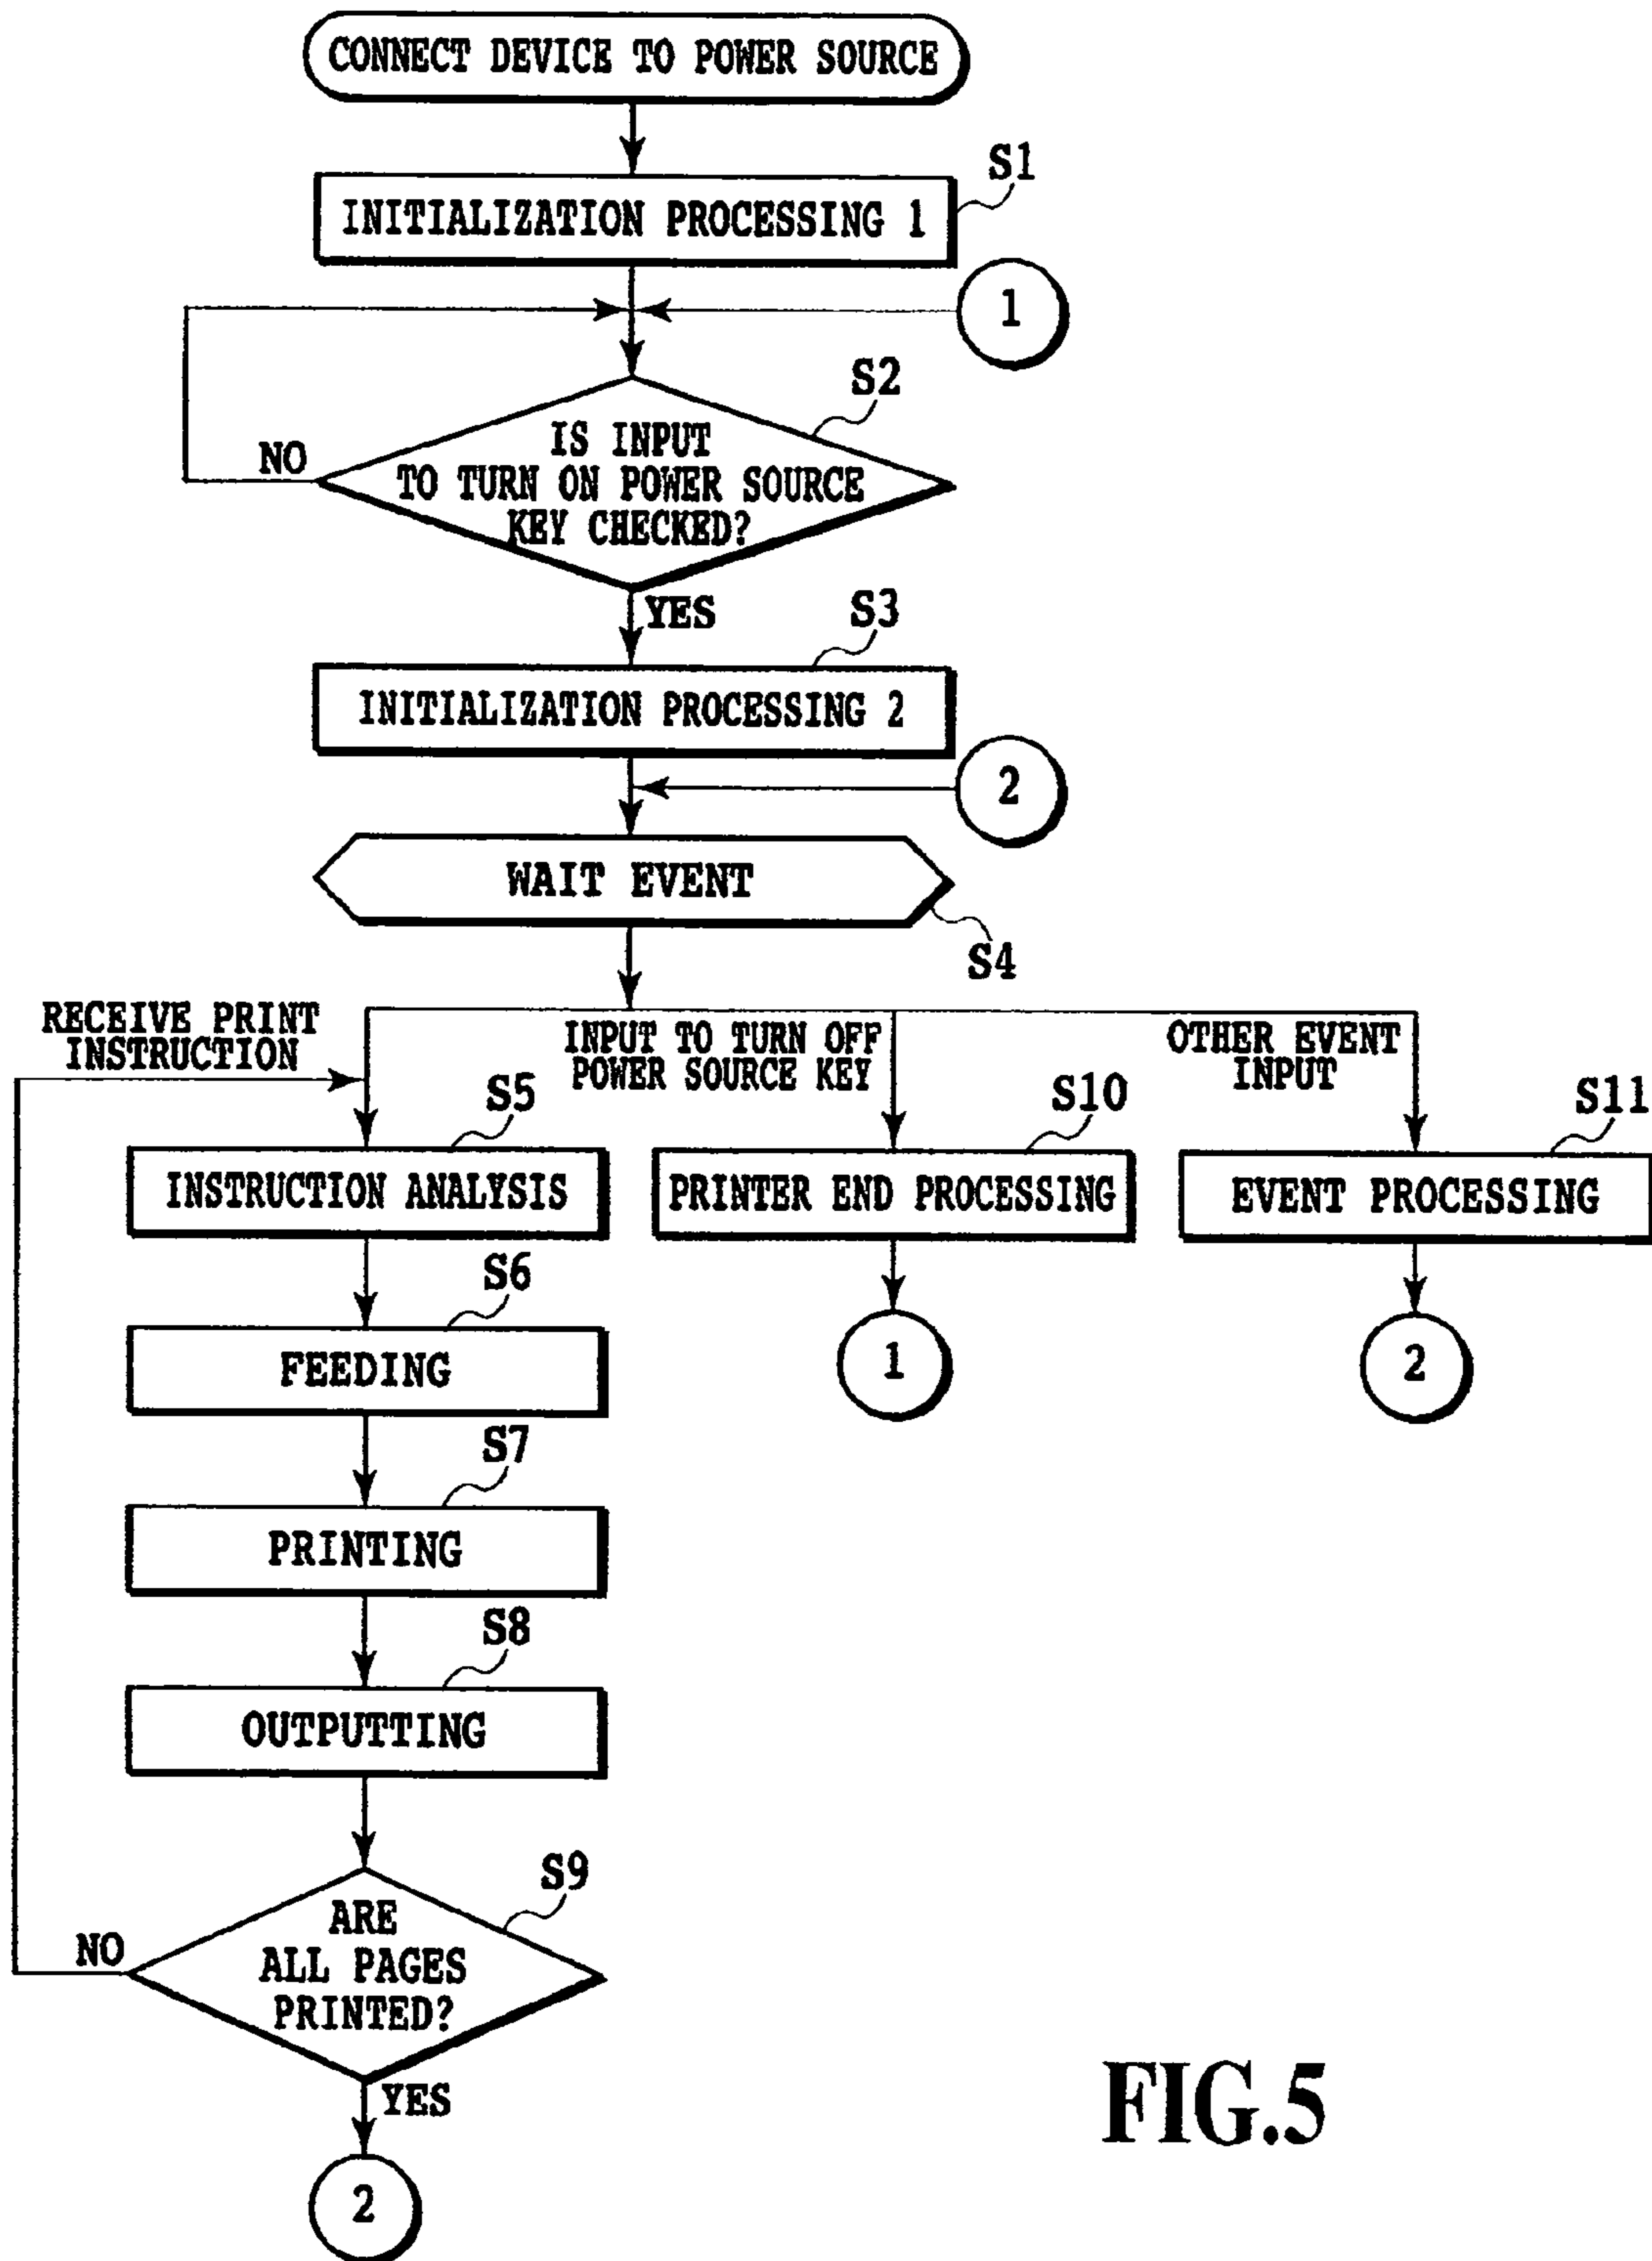 CONNECT DEVICE TO POWER SOURCE
S1
INITIALIZATION PROCESSING 1
1
S2
IS INPUT
TO TURN ON POWER SOURCE
KEY CHECKED?
NO
YES
S3
INITIALIZATION PROCESSING 2
2
WAIT EVENT
S4
RECEIVE PRINT
INSTRUCTION
INPUT TO TURN OFF
POWER SOURCE KEY
OTHER EVENT
INPUT
S5
INSTRUCTION ANALYSIS
S10
PRINTER END PROCESSING
S11
EVENT PROCESSING
1
2
S6
FEEDING
S7
PRINTING
S8
OUTPUTTING
S9
ARE
ALL PAGES
PRINTED?
NO
YES
2
FIG.5